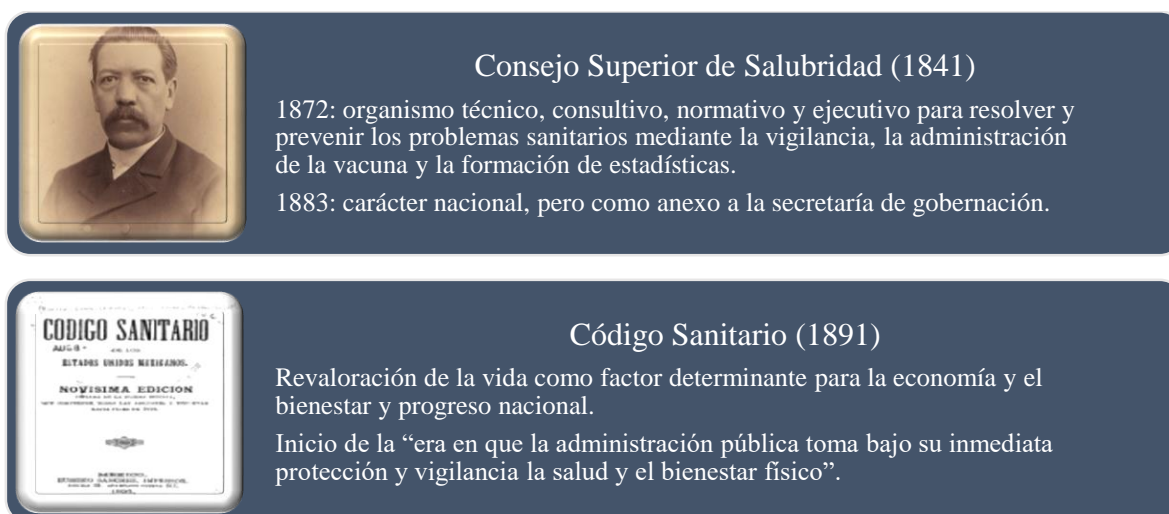 Consejo Superior de Salubridad (1841)
1872: organismo técnico, consultivo, normativo y ejecutivo para resolver y
prevenir los problemas sanitarios mediante la vigilancia, la administración
de la vacuna y la formación de estadísticas.
1883: carácter nacional, pero como anexo a la secretaría de gobernación.
CODIGO SANITARIO
DE LOS
ESTADOS UNIDOS MEXICANOS.
NOVISIMA EDICION
Código Sanitario (1891)
Revaloración de la vida como factor determinante para la economía y el
bienestar y progreso nacional.
Inicio de la “era en que la administración pública toma bajo su inmediata
protección y vigilancia la salud y el bienestar físico”.